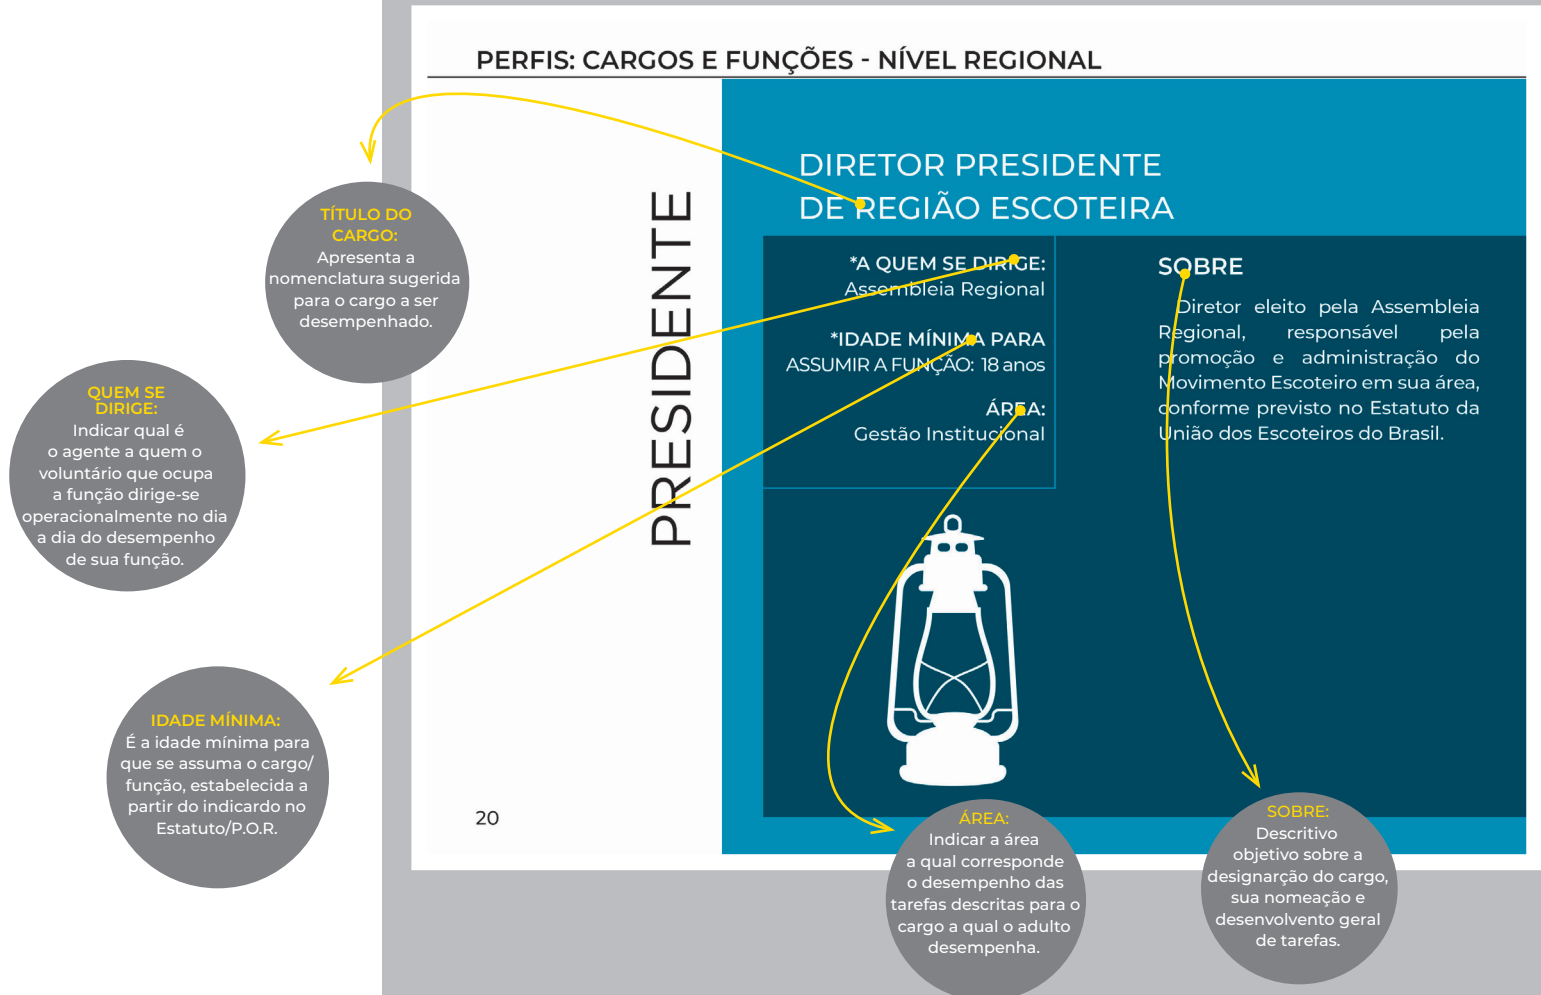 PERFIS: CARGOS E FUNÇÕES - NÍVEL REGIONAL
PRESIDENTE
DIRETOR PRESIDENTE
DE REGIÃO ESCOTEIRA
*A QUEM SE DIRIGE:
Assembleia Regional
*IDADE MÍNIMA PARA
ASSUMIR A FUNÇÃO: 18 anos
ÁREA:
Gestão Institucional
SOBRE
Diretor eleito pela Assembleia
Regional, responsável pela
promoção e administração do
Movimento Escoteiro em sua área,
conforme previsto no Estatuto da
União dos Escoteiros do Brasil.
20
TÍTULO DO
CARGO:
Apresenta a
nomenclatura sugerida
para o cargo a ser
desempenhado.
QUEM SE
DIRIGE:
Indicar qual é
o agente a quem o
voluntário que ocupa
a função dirige-se
operacionalmente no dia
a dia do desempenho
de sua função.
IDADE MÍNIMA:
É a idade mínima para
que se assuma o cargo/
função, estabelecida a
partir do indicardo no
Estatuto/P.O.R.
ÁREA:
Indicar a área
a qual corresponde
o desempenho das
tarefas descritas para o
cargo a qual o adulto
desempenha.
SOBRE:
Descritivo
objetivo sobre a
designarção do cargo,
sua nomeação e
desenvolvento geral
de tarefas.